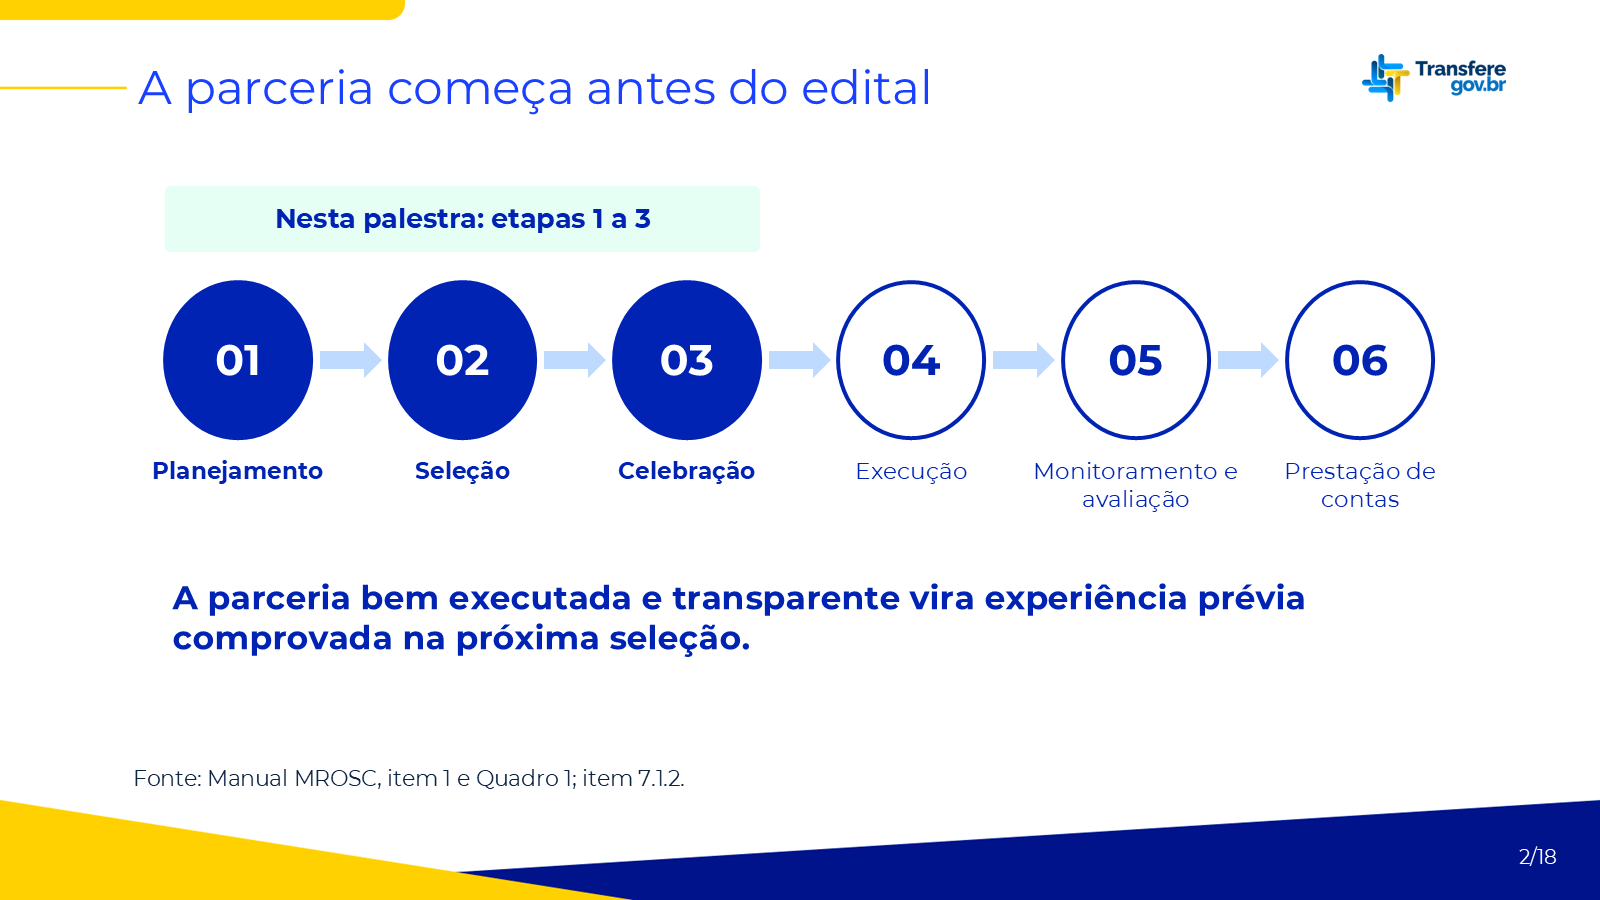 A parceria começa antes do edital
Transfere
gov.br
Nesta palestra: etapas 1 a 3
01
02
03
04
05
06
Planejamento
Seleção
Celebração
Execução
Monitoramento e
avaliação
Prestação de
contas
A parceria bem executada e transparente vira experiência prévia
comprovada na próxima seleção.
Fonte: Manual MROSC, item 1 e Quadro 1; item 7.1.2.
2/18